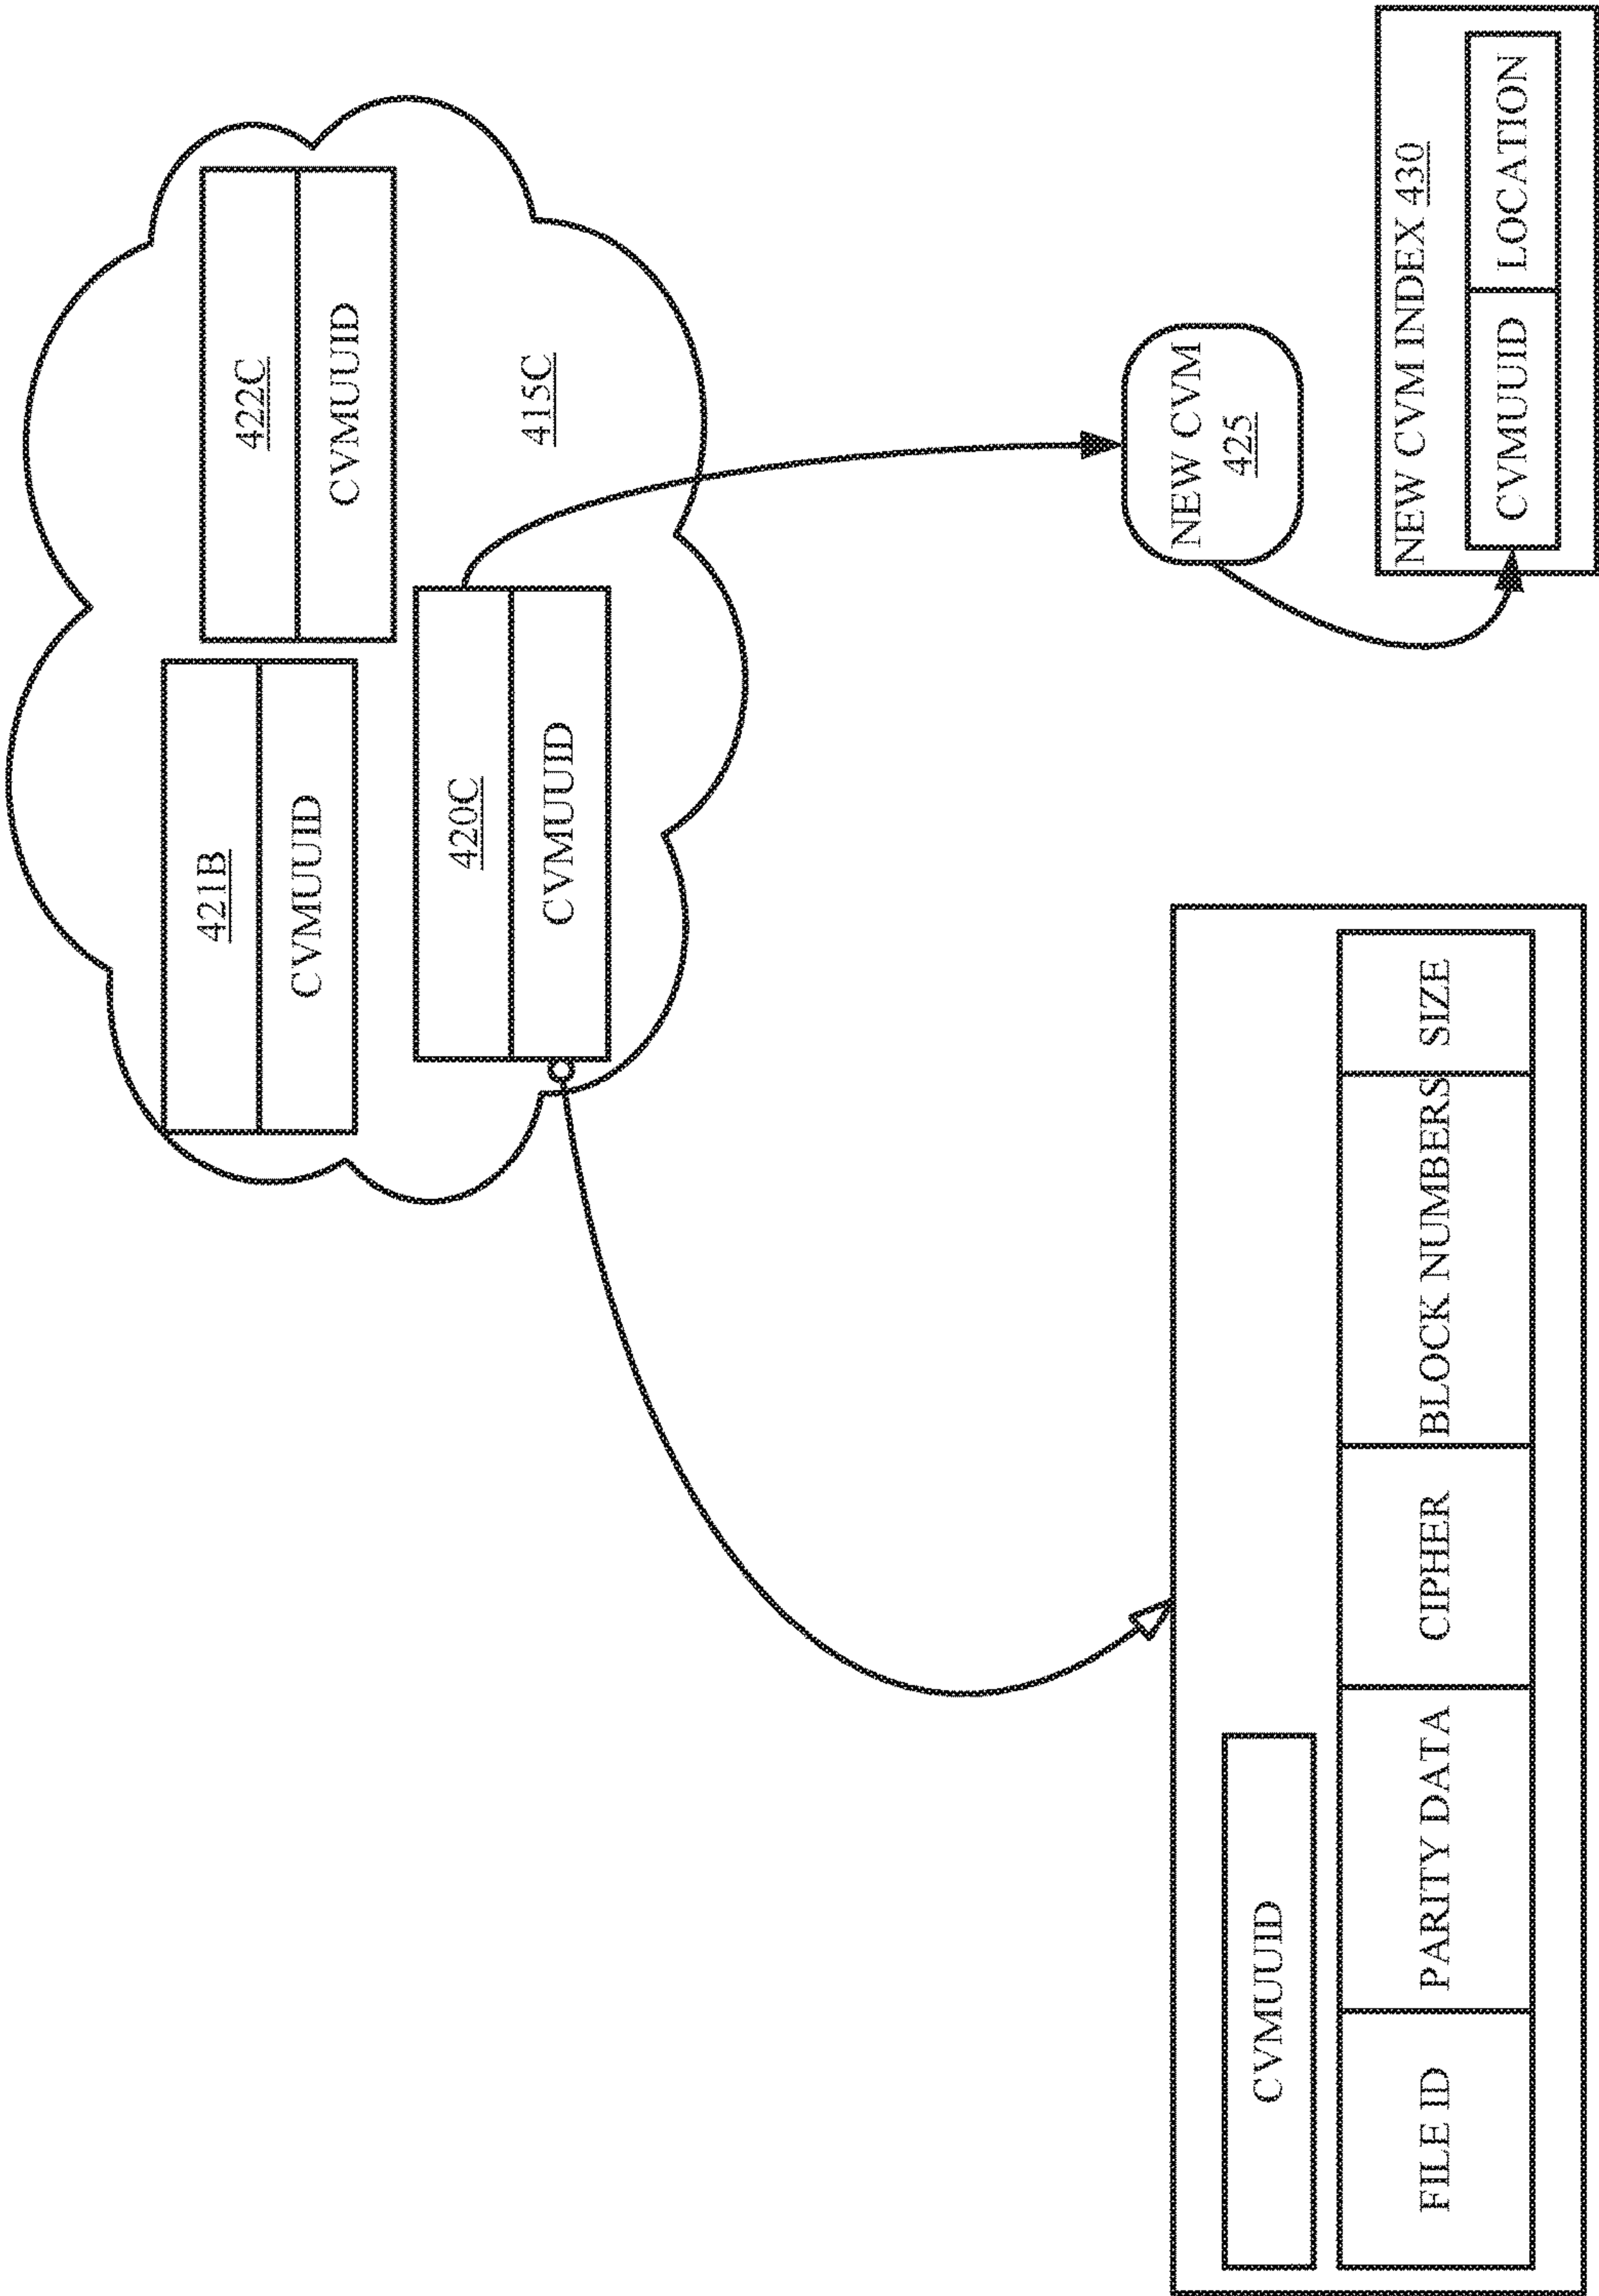 421B
CVMUUID
422C
CVMUUID
420C
CVMUUID
415C
NEW CVM
425
NEW CVM INDEX 430
CVMUUID LOCATION
CVMUUID
FILE ID PARITY DATA CIPHER BLOCK NUMBERS SIZE